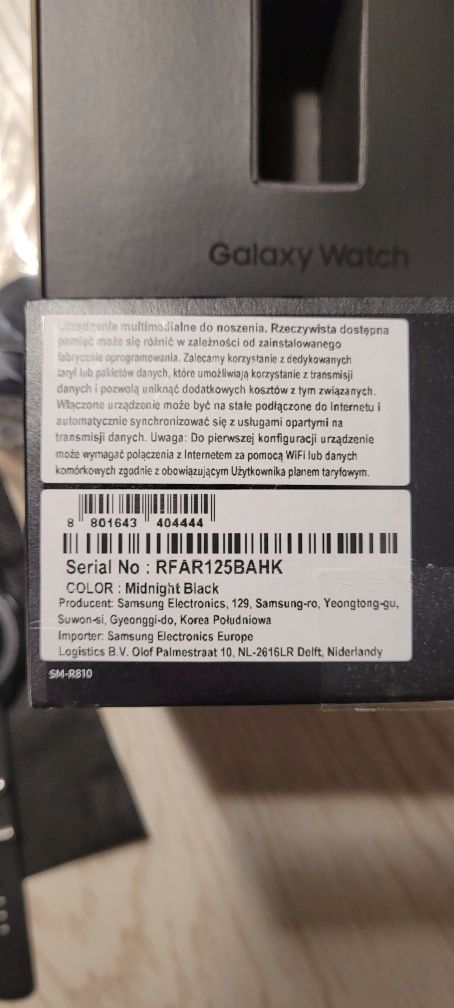 Galaxy Watch
Urządzenie multimodialne do noszenia. Rzeczywista dostępna
pamięć może się różnić w zależności od zainstalowanego
fabrycznie oprogramowania. Zalecamy korzystanie z dedykowanych
taryf lub pakietów danych, które umożliwiają korzystanie z transmisji
danych i pozwolą uniknąć dodatkowych kosztów z tym związanych.
Włączone urządzenie może być na stałe podłączone do Internetu i
automatycznie synchronizować się z usługami opartymi na
transmisji danych. Uwaga: Do pierwszej konfiguracji urządzenie
może wymagać połączenia z Internetem za pomocą WiFi lub danych
komórkowych zgodnie z obowiązującym Użytkownika planem taryfowym.
8 801643 404444
Serial No : RFAR125BAHK
COLOR : Midnight Black
Producent: Samsung Electronics, 129, Samsung-ro, Yeongtong-gu,
Suwon-si, Gyeonggi-do, Korea Południowa
Importer: Samsung Electronics Europe
Logistics B.V. Olof Palmestraat 10, NL-2616LR Delft, Niderlandy
SM-R810